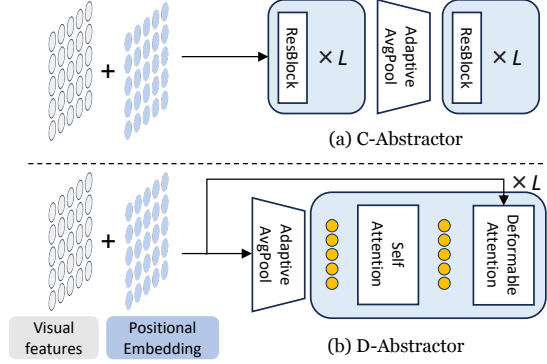 +
ResBlock
× L
Adaptive
AvgPool
ResBlock
× L
(a) C-Abstractor
× L
+
Adaptive
AvgPool
Self
Attention
Deformable
Attention
Visual
features
Positional
Embedding
(b) D-Abstractor